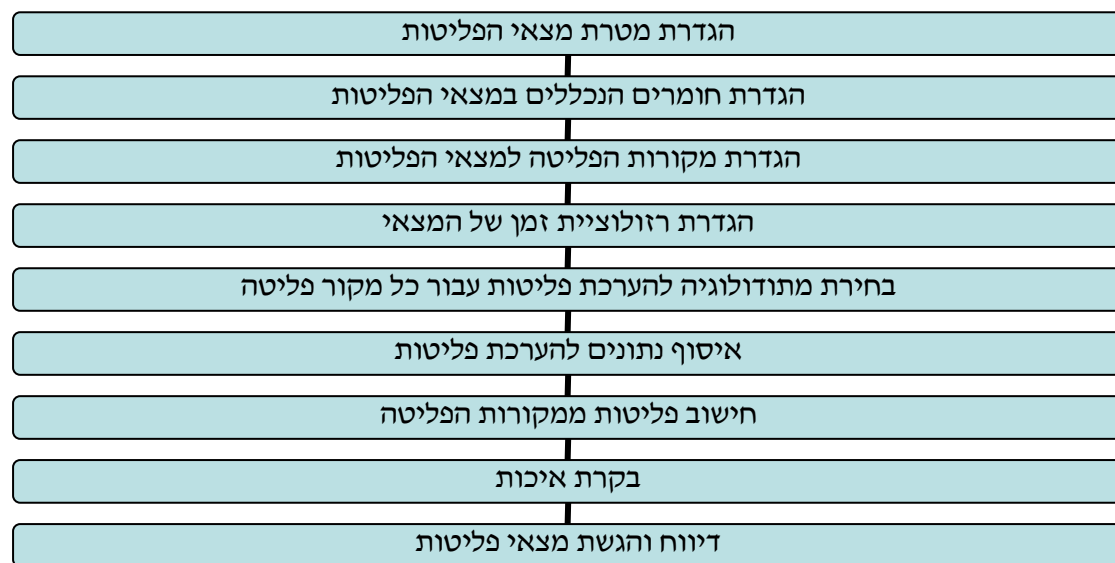 הגדרת מטרת מצאי הפליטות
הגדרת חומרים הנכללים במצאי הפליטות
הגדרת מקורות הפליטה למצאי הפליטות
הגדרת רזולוציית זמן של המצאי
בחירת מתודולוגיה להערכת פליטות עבור כל מקור פליטה
איסוף נתונים להערכת פליטות
חישוב פליטות ממקורות הפליטה
בקרת איכות
דיווח והגשת מצאי פליטות